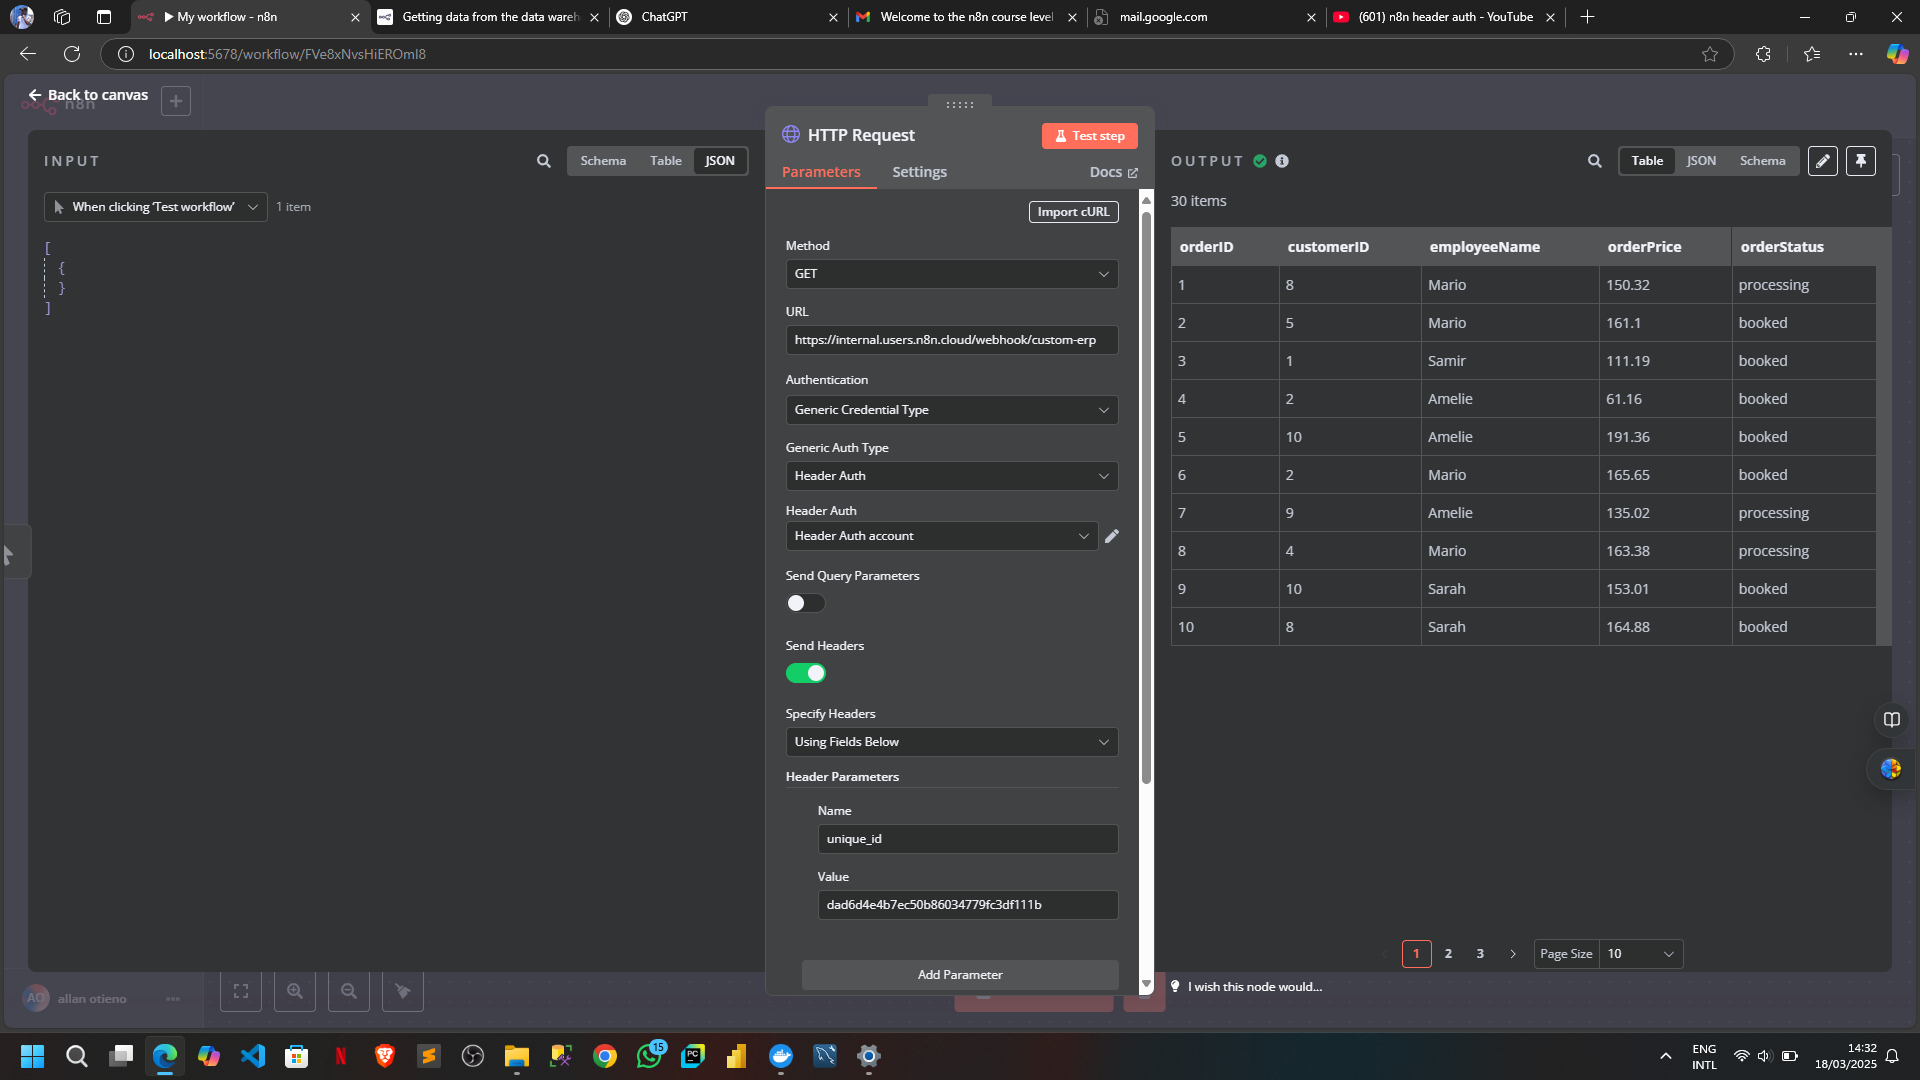 My workflow - n8n
Getting data from the data wareh
ChatGPT
Welcome to the n8n course level
mail.google.com
(601) n8n header auth - YouTube
localhost:5678/workflow/FVe8xNvsHiEROmI8
Back to canvas
n8n
INPUT
Schema
Table
JSON
When clicking ‘Test workflow’
1 item
[
{
}
]
HTTP Request
Test step
Parameters
Settings
Docs
Import cURL
Method
GET
URL
https://internal.users.n8n.cloud/webhook/custom-erp
Authentication
Generic Credential Type
Generic Auth Type
Header Auth
Header Auth
Header Auth account
Send Query Parameters
Send Headers
Specify Headers
Using Fields Below
Header Parameters
Name
unique_id
Value
dad6d4e4b7ec50b86034779fc3df111b
Add Parameter
OUTPUT
Table
JSON
Schema
30 items
orderID customerID employeeName orderPrice orderStatus
1 8 Mario 150.32 processing
2 5 Mario 161.1 booked
3 1 Samir 111.19 booked
4 2 Amelie 61.16 booked
5 10 Amelie 191.36 booked
6 2 Mario 165.65 booked
7 9 Amelie 135.02 processing
8 4 Mario 163.38 processing
9 10 Sarah 153.01 booked
10 8 Sarah 164.88 booked
1 2 3 Page Size 10
I wish this node would...
AO allan otieno
15
ENG
INTL
14:32
18/03/2025